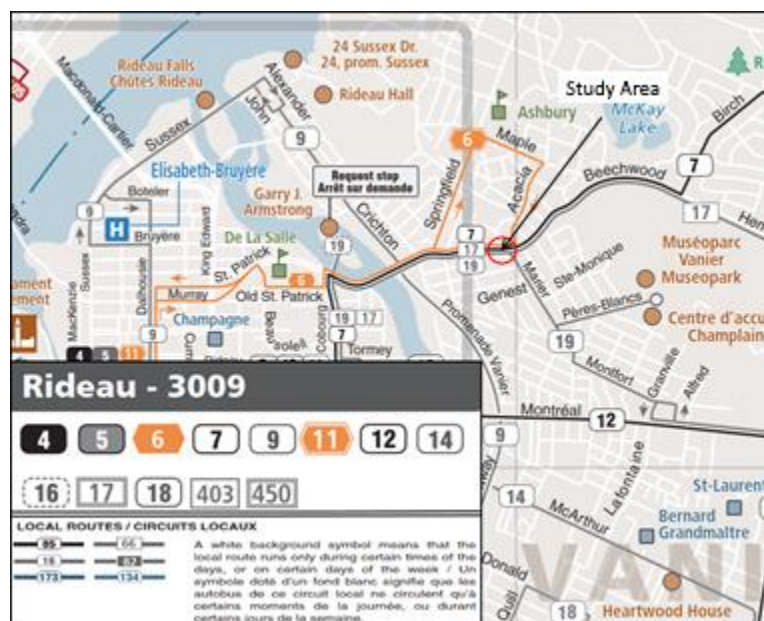 24 Sussex Dr.
24, prom. Sussex
Rideau Falls
Chûtes Rideau
Macdonald-Cartier
Alexander
Rideau Hall
Study Area
Ashbury
McKay
Lake
Birch
Sussex
John
9
6
Maple
Beechwood
7
Request stop
Arrêt sur demande
Elisabeth-Bruyère
Boteler
Garry J.
Armstrong
Crichton
Springfield
Acacia
17
9
H
Bruyère
King Edward
De La Salle
19
7
17
19
Muséoparc
Vanier
Museopark
MacKenzie
Sussex
Dalhousie
St. Patrick
Murray
Old St. Patrick
6
Marier
Ste-Monique
Genest
Pères-Blancs
Champagne
9
Beausoleil
Cobourg
19 17
7
Tormey
Promenade Vanier
19
Centre d'accu
Champlain
Montfort
Granville
Alfred
4 5 11
Rideau - 3009
Montréal
12
4 5 6 7 9 11 12 14
9
Lafontaine
16 17 18 403 450
14
McArthur
St-Laurent
Bernard
Grandmaître
LOCAL ROUTES / CIRCUITS LOCAUX
85 66
16 82
173 134
A white background symbol means that the
local route runs only during certain times of the
days, or on certain days of the week / Un
symbole doté d'un fond blanc signifie que les
autobus de ce circuit local ne circulent qu'à
certains moments de la journée, ou durant
certains jours de la semaine.
Donald
Quill
VANI
18
Heartwood House